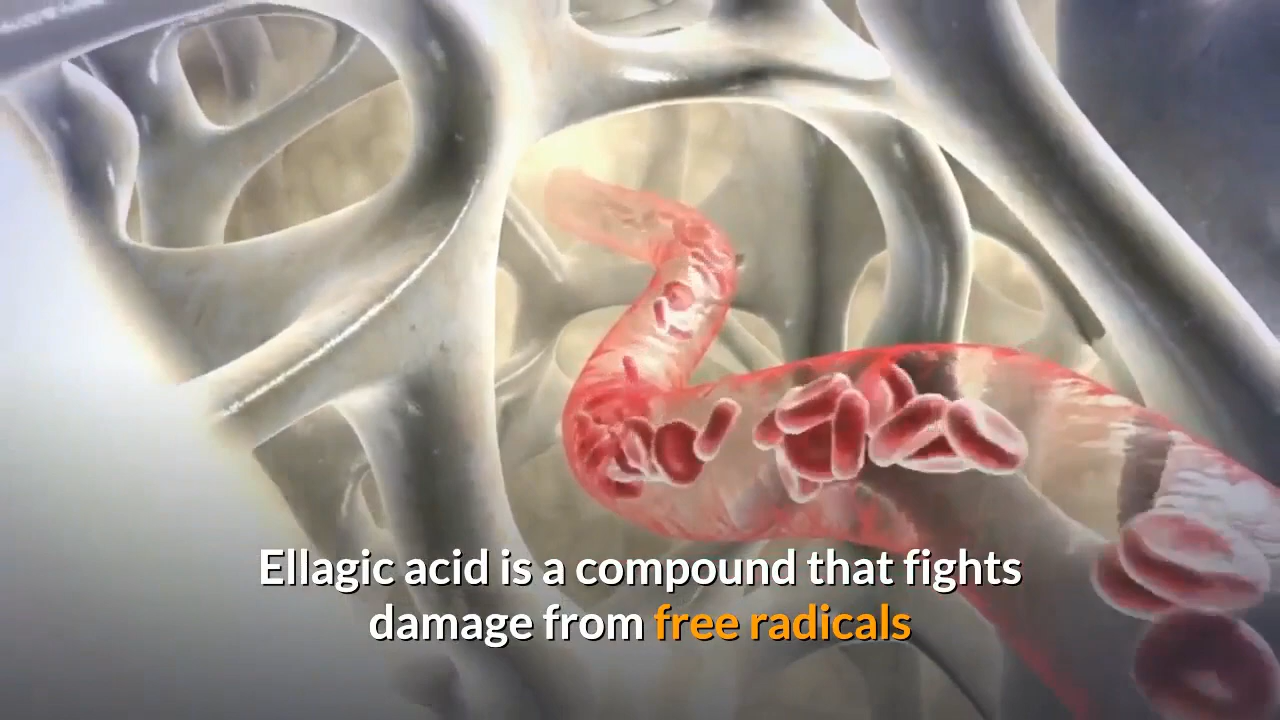 Ellagic acid is a compound that fights
damage from free radicals